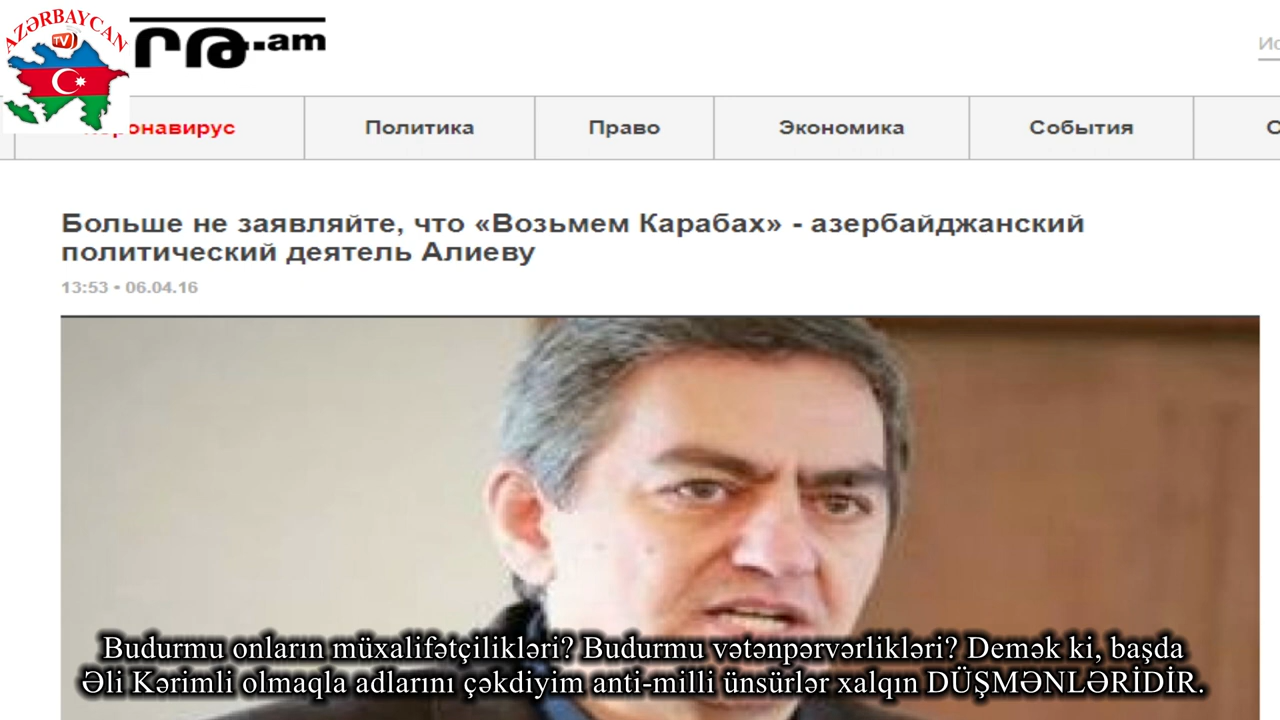 AZƏRBAYCAN
TV
.am
Политика
Право
Экономика
События
Больше не заявляйте, что «Возьмем Карабах» - азербайджанский
политический деятель Алиеву
13:53 • 06.04.16
Budurmu onların müxalifətçilikləri? Budurmu vətənpərvərlikləri? Demək ki, başda
Əli Kərimli olmaqla adlarını çəkdiyim anti-milli ünsürlər xalqın DÜŞMƏNLƏRİDİR.